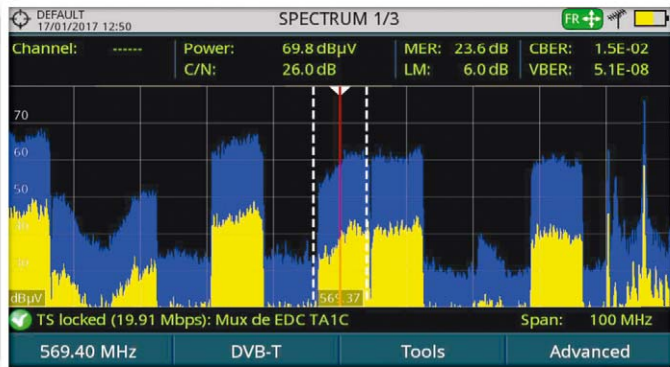 DEFAULT
17/01/2017 12:50
SPECTRUM 1/3
FR
Channel: ------
Power: 69.8 dBµV
MER: 23.6 dB
CBER: 1.5E-02
C/N: 26.0 dB
LM: 6.0 dB
VBER: 5.1E-08
70
60
50
dBµV
569.37
TS locked (19.91 Mbps): Mux de EDC TA1C
Span: 100 MHz
569.40 MHz
DVB-T
Tools
Advanced